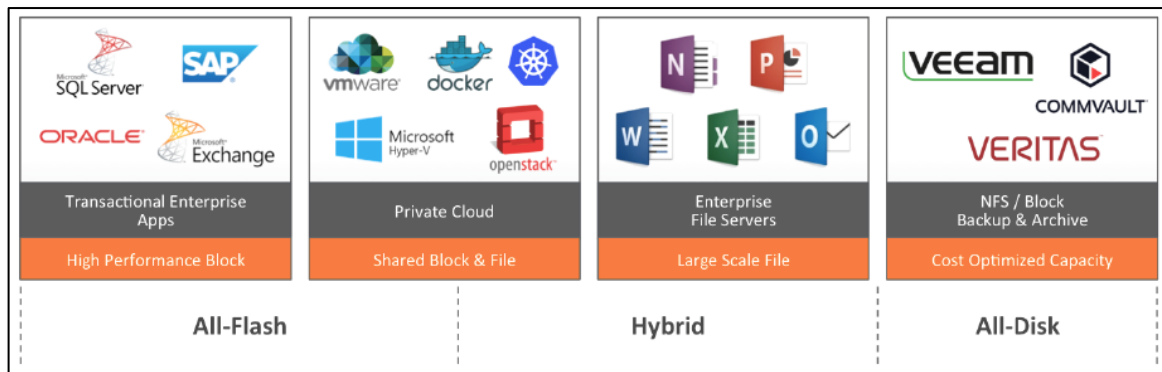 Microsoft
SQL Server
SAP
ORACLE
Microsoft
Exchange
Transactional Enterprise
Apps
High Performance Block
vmware
docker
Microsoft
Hyper-V
openstack
Private Cloud
Shared Block & File
N
P
W
X
O
Enterprise
File Servers
Large Scale File
veeam
COMMVAULT
VERITAS
NFS / Block
Backup & Archive
Cost Optimized Capacity
All-Flash
Hybrid
All-Disk